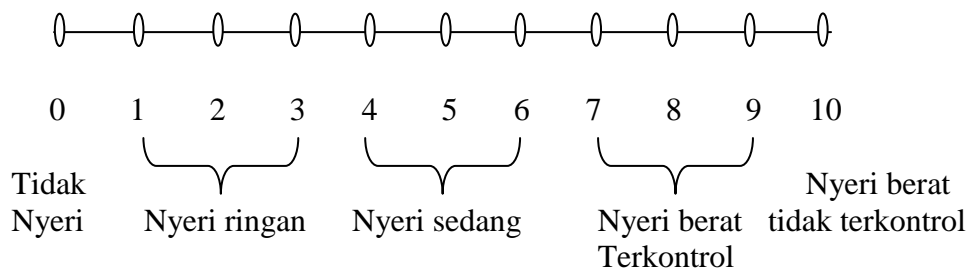 0 1 2 3 4 5 6 7 8 9 10
Tidak
Nyeri
Nyeri ringan
Nyeri sedang
Nyeri berat
Terkontrol
Nyeri berat
tidak terkontrol